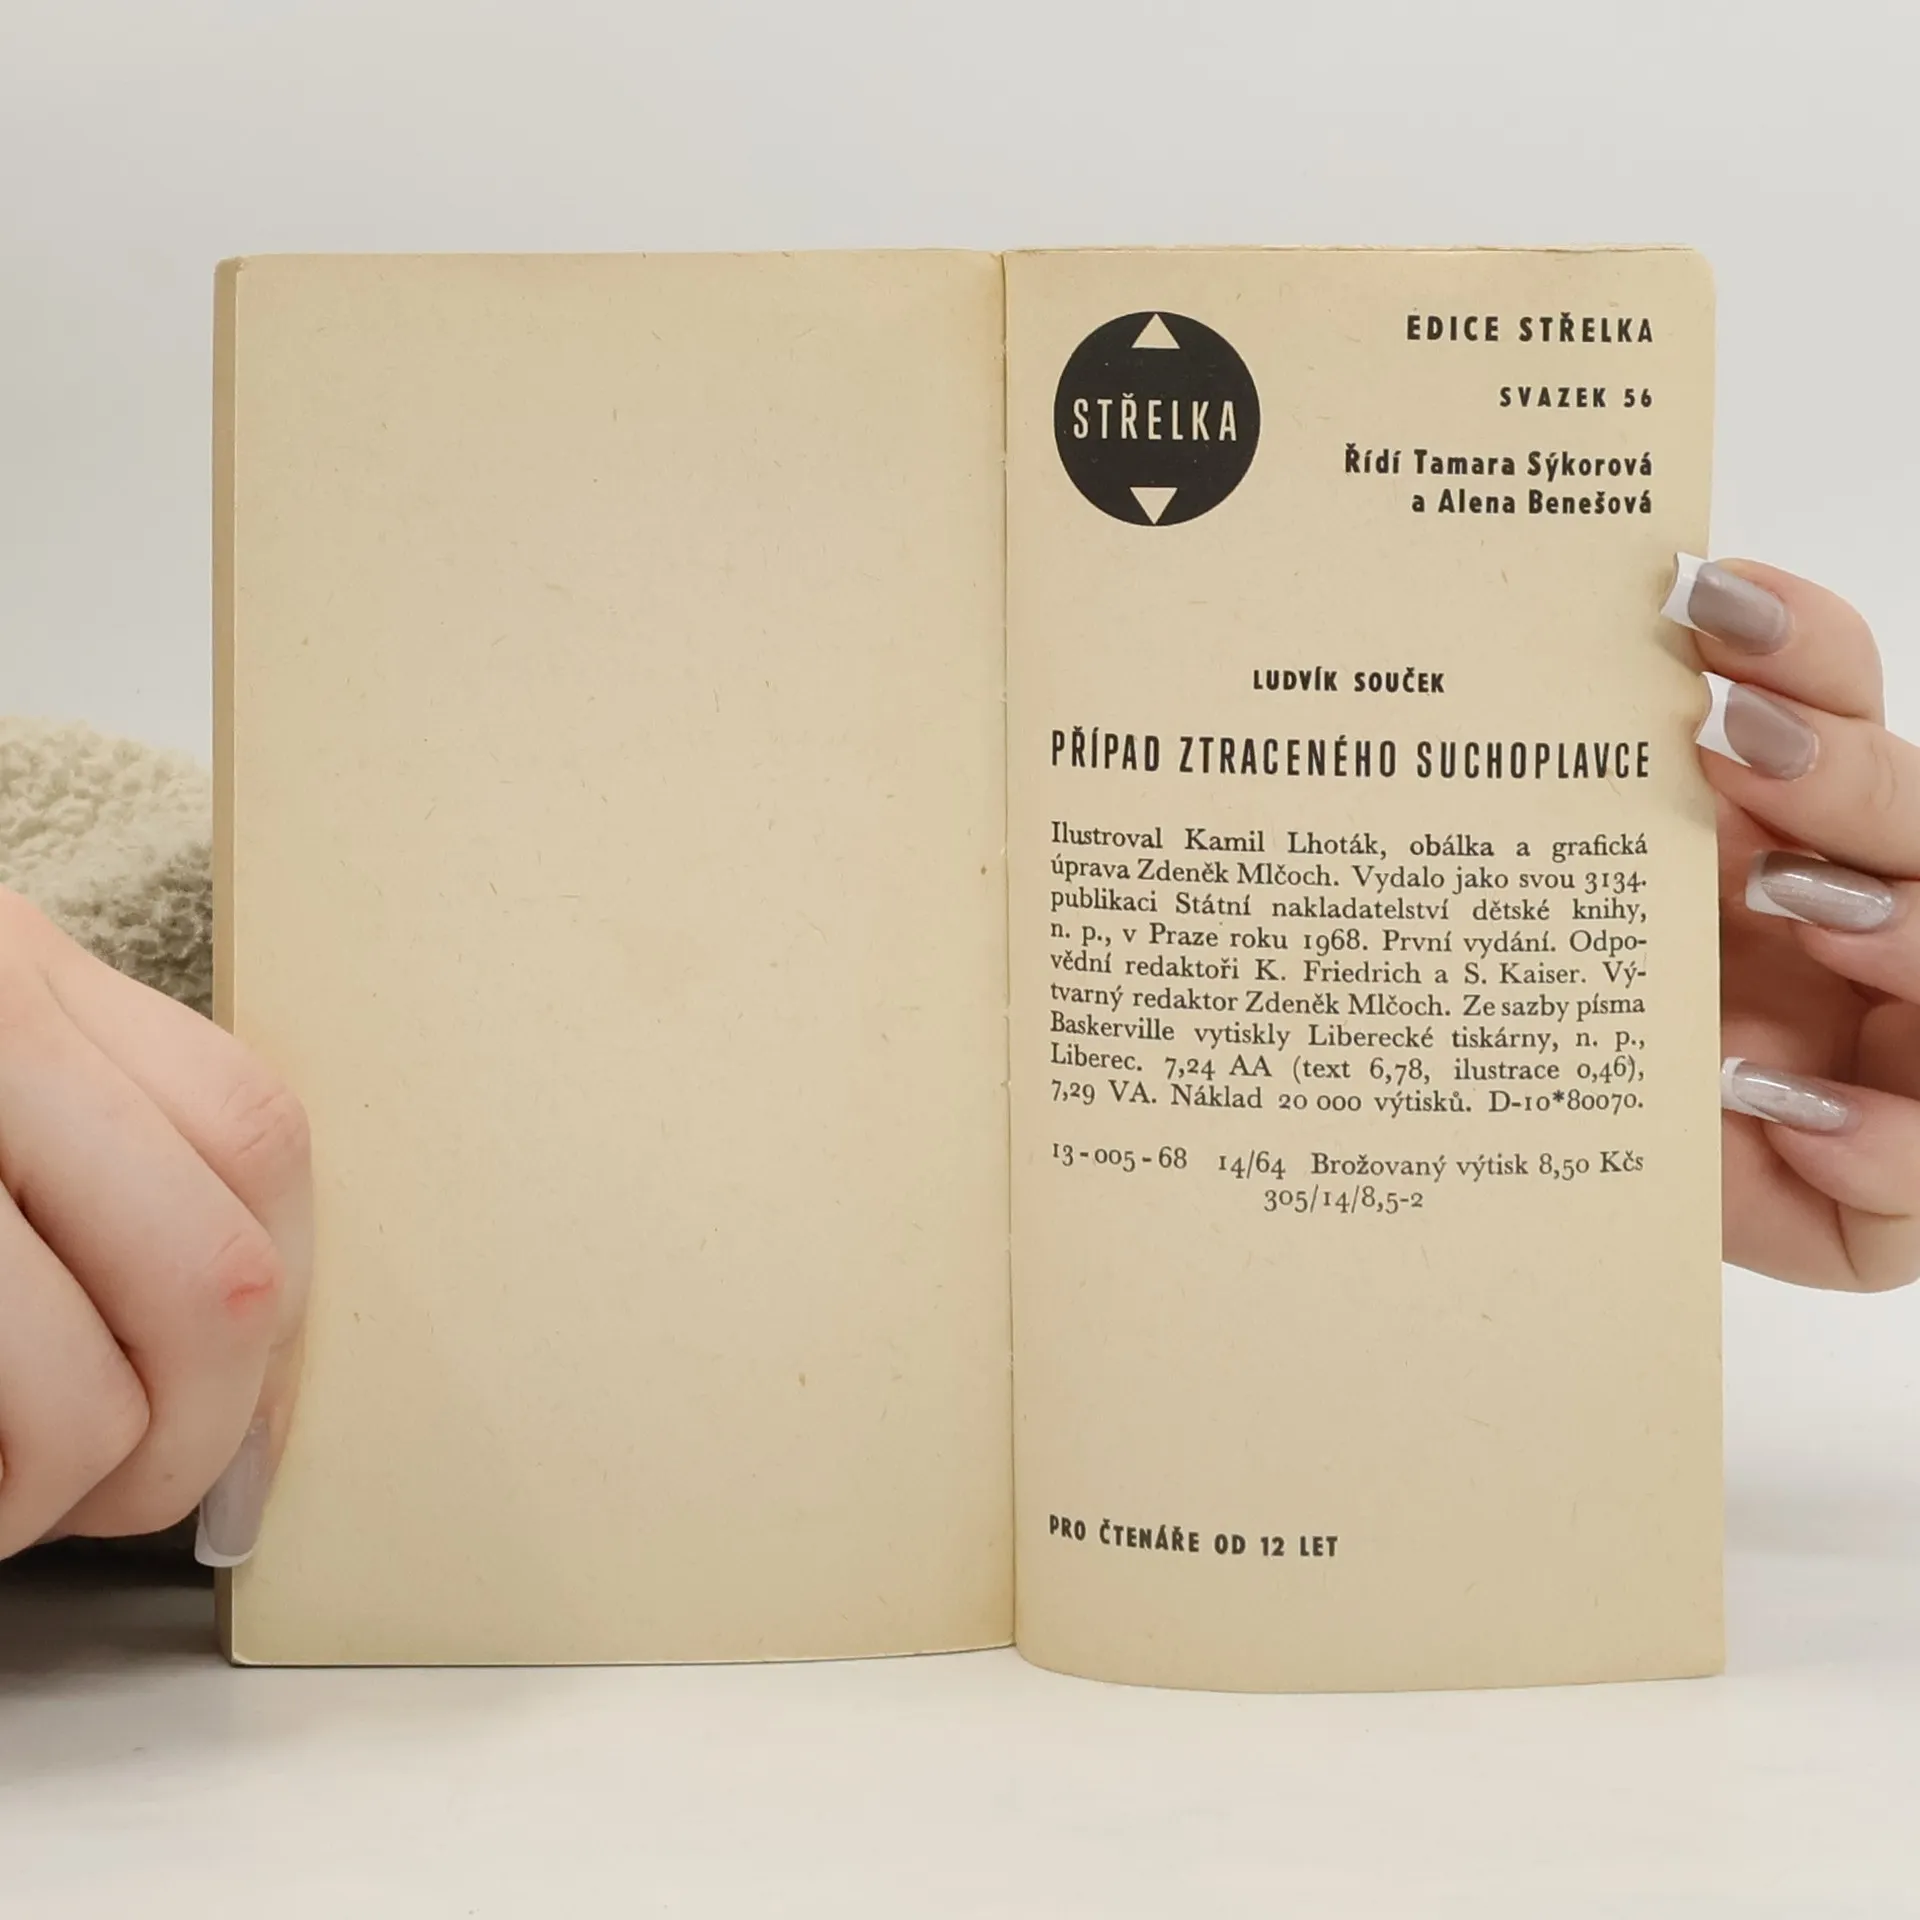 STŘELKA
EDICE STŘELKA
SVAZEK 56
Řídí Tamara Sýkorová
a Alena Benešová
LUDVÍK SOUČEK
PŘÍPAD ZTRACENÉHO SUCHOPLAVCE
Ilustroval Kamil Lhoták, obálka a grafická
úprava Zdeněk Mlčoch. Vydalo jako svou 3134.
publikaci Státní nakladatelství dětské knihy,
n. p., v Praze roku 1968. První vydání. Odpo-
vědní redaktoři K. Friedrich a S. Kaiser. Vý-
tvarný redaktor Zdeněk Mlčoch. Ze sazby písma
Baskerville vytiskly Liberecké tiskárny, n. p.,
Liberec. 7,24 AA (text 6,78, ilustrace 0,46),
7,29 VA. Náklad 20 000 výtisků. D-10*80070.
13-005-68 14/64 Brožovaný výtisk 8,50 Kčs
305/14/8,5-2
PRO ČTENÁŘE OD 12 LET